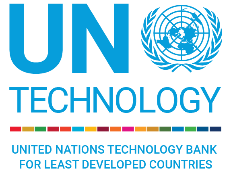 UN
TECHNOLOGY
UNITED NATIONS TECHNOLOGY BANK
FOR LEAST DEVELOPED COUNTRIES